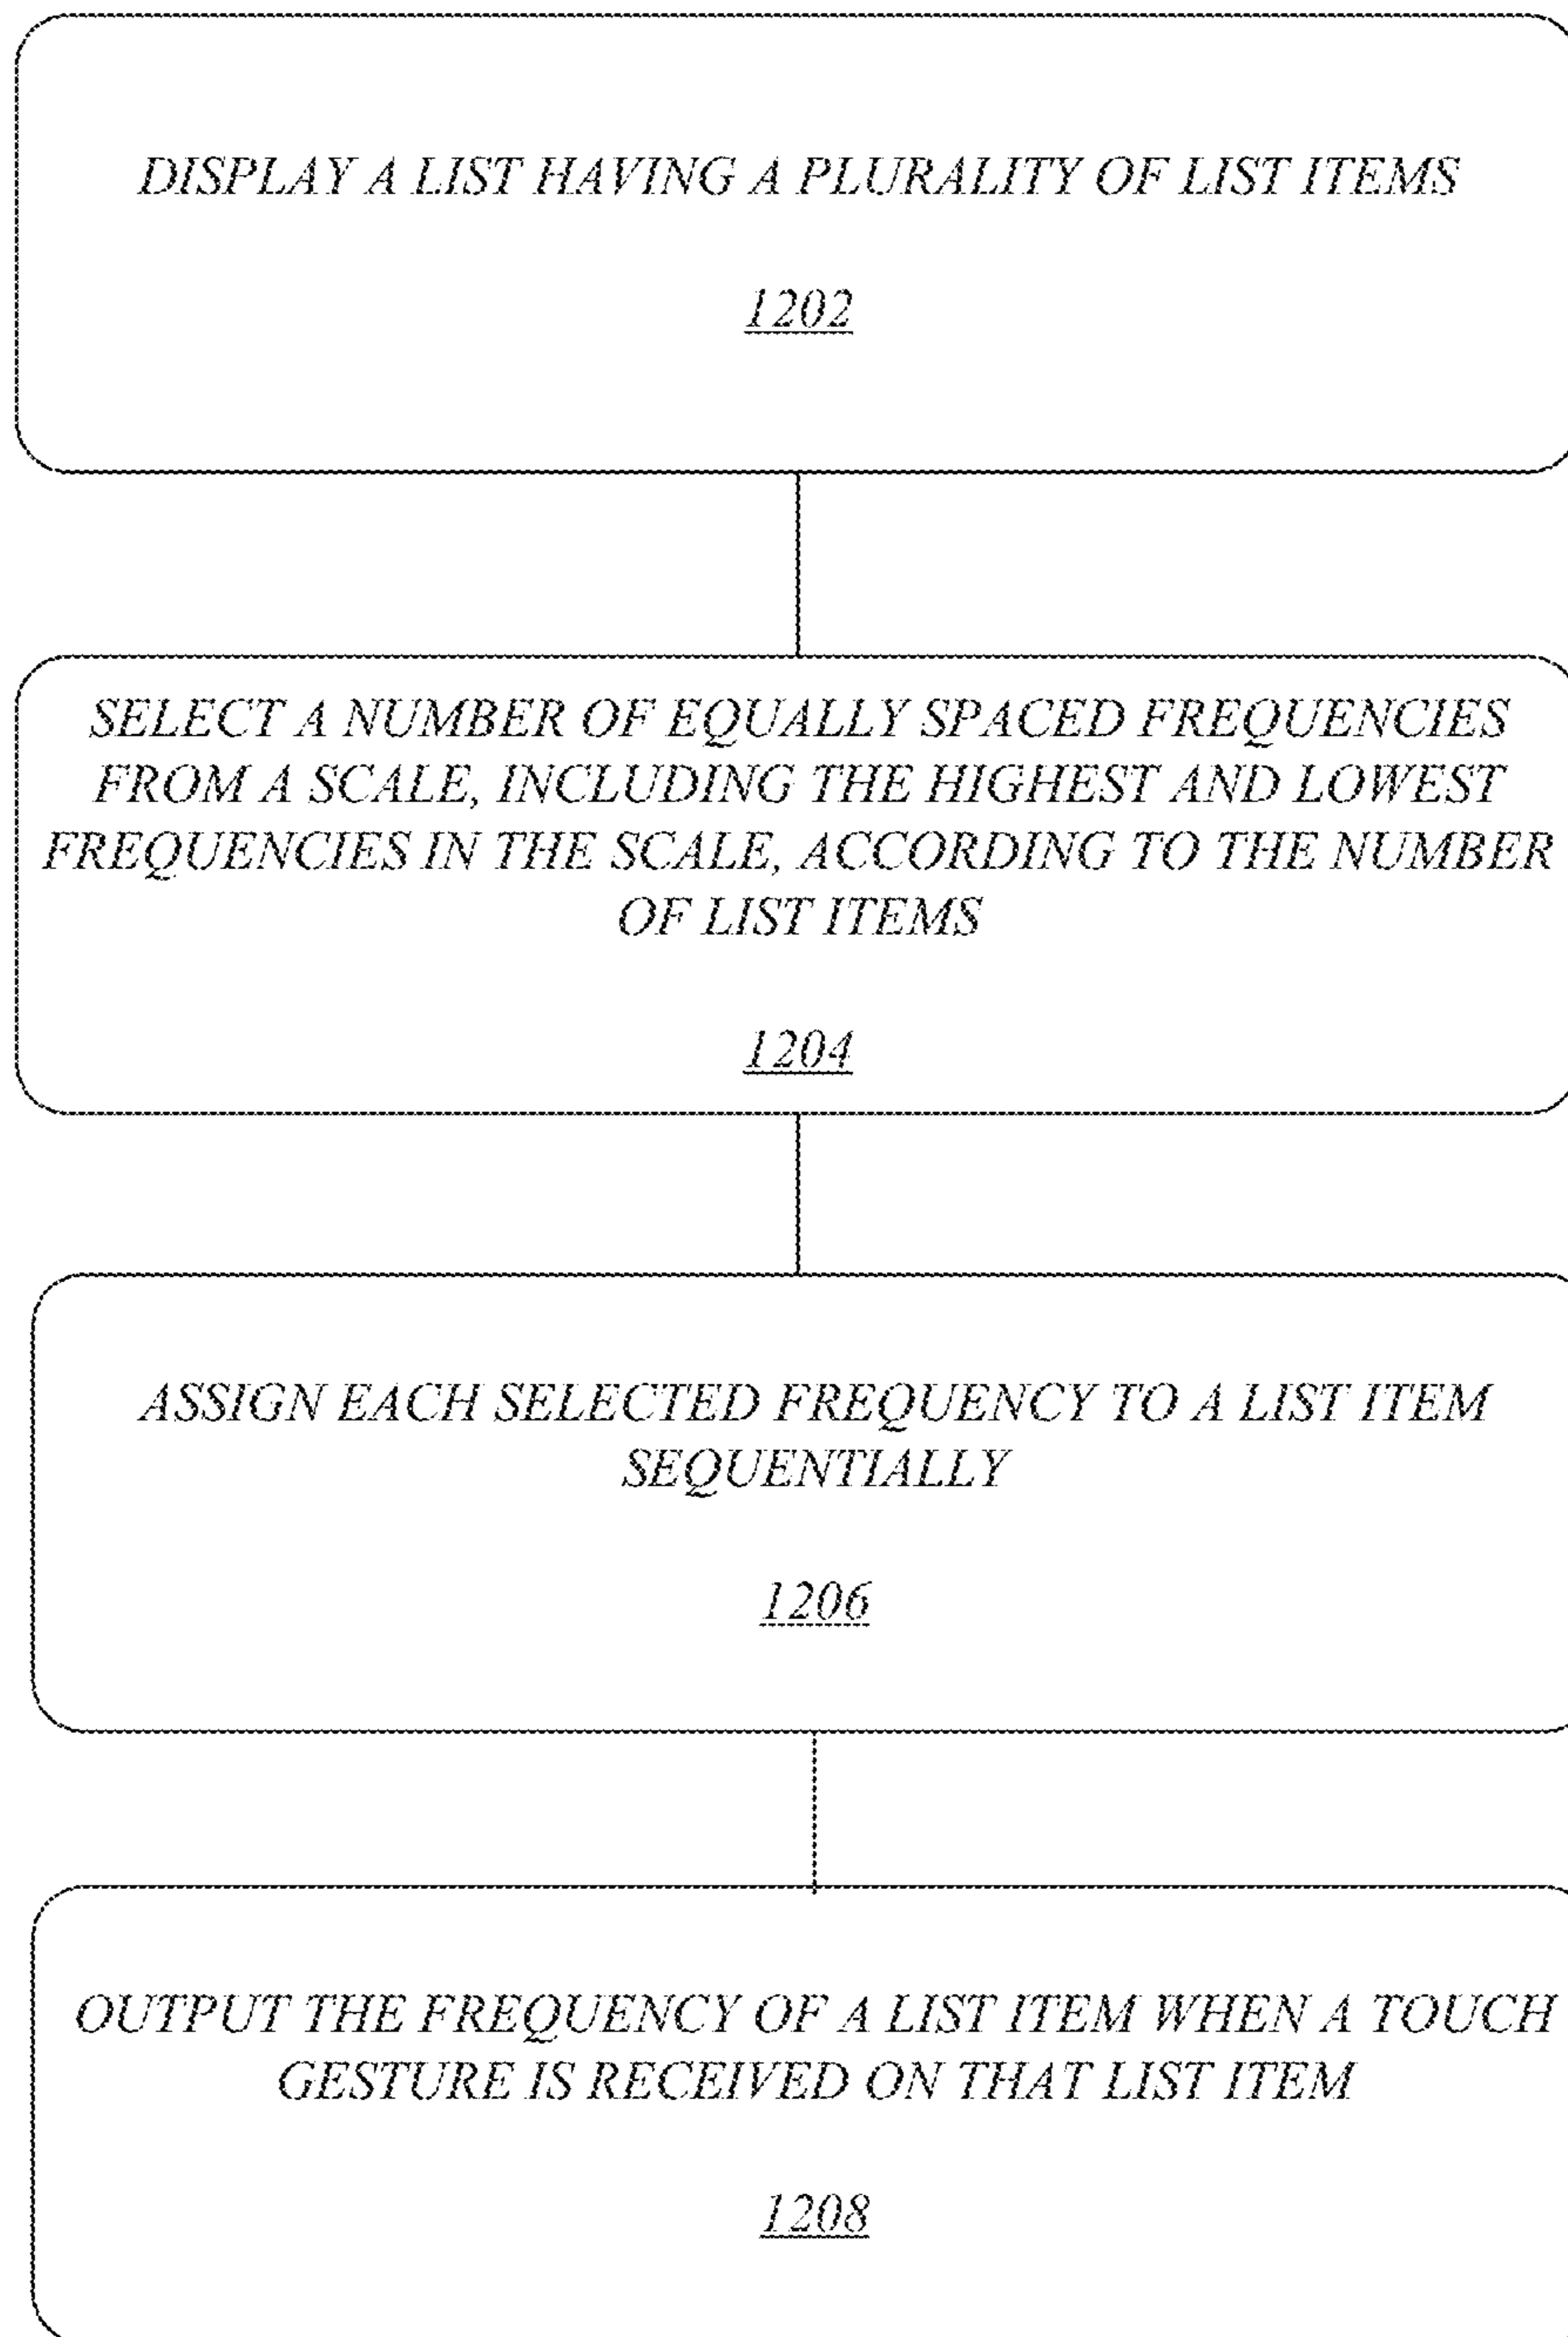 DISPLAY A LIST HAVING A PLURALITY OF LIST ITEMS
1202
SELECT A NUMBER OF EQUALLY SPACED FREQUENCIES
FROM A SCALE, INCLUDING THE HIGHEST AND LOWEST
FREQUENCIES IN THE SCALE, ACCORDING TO THE NUMBER
OF LIST ITEMS
1204
ASSIGN EACH SELECTED FREQUENCY TO A LIST ITEM
SEQUENTIALLY
1206
OUTPUT THE FREQUENCY OF A LIST ITEM WHEN A TOUCH
GESTURE IS RECEIVED ON THAT LIST ITEM
1208